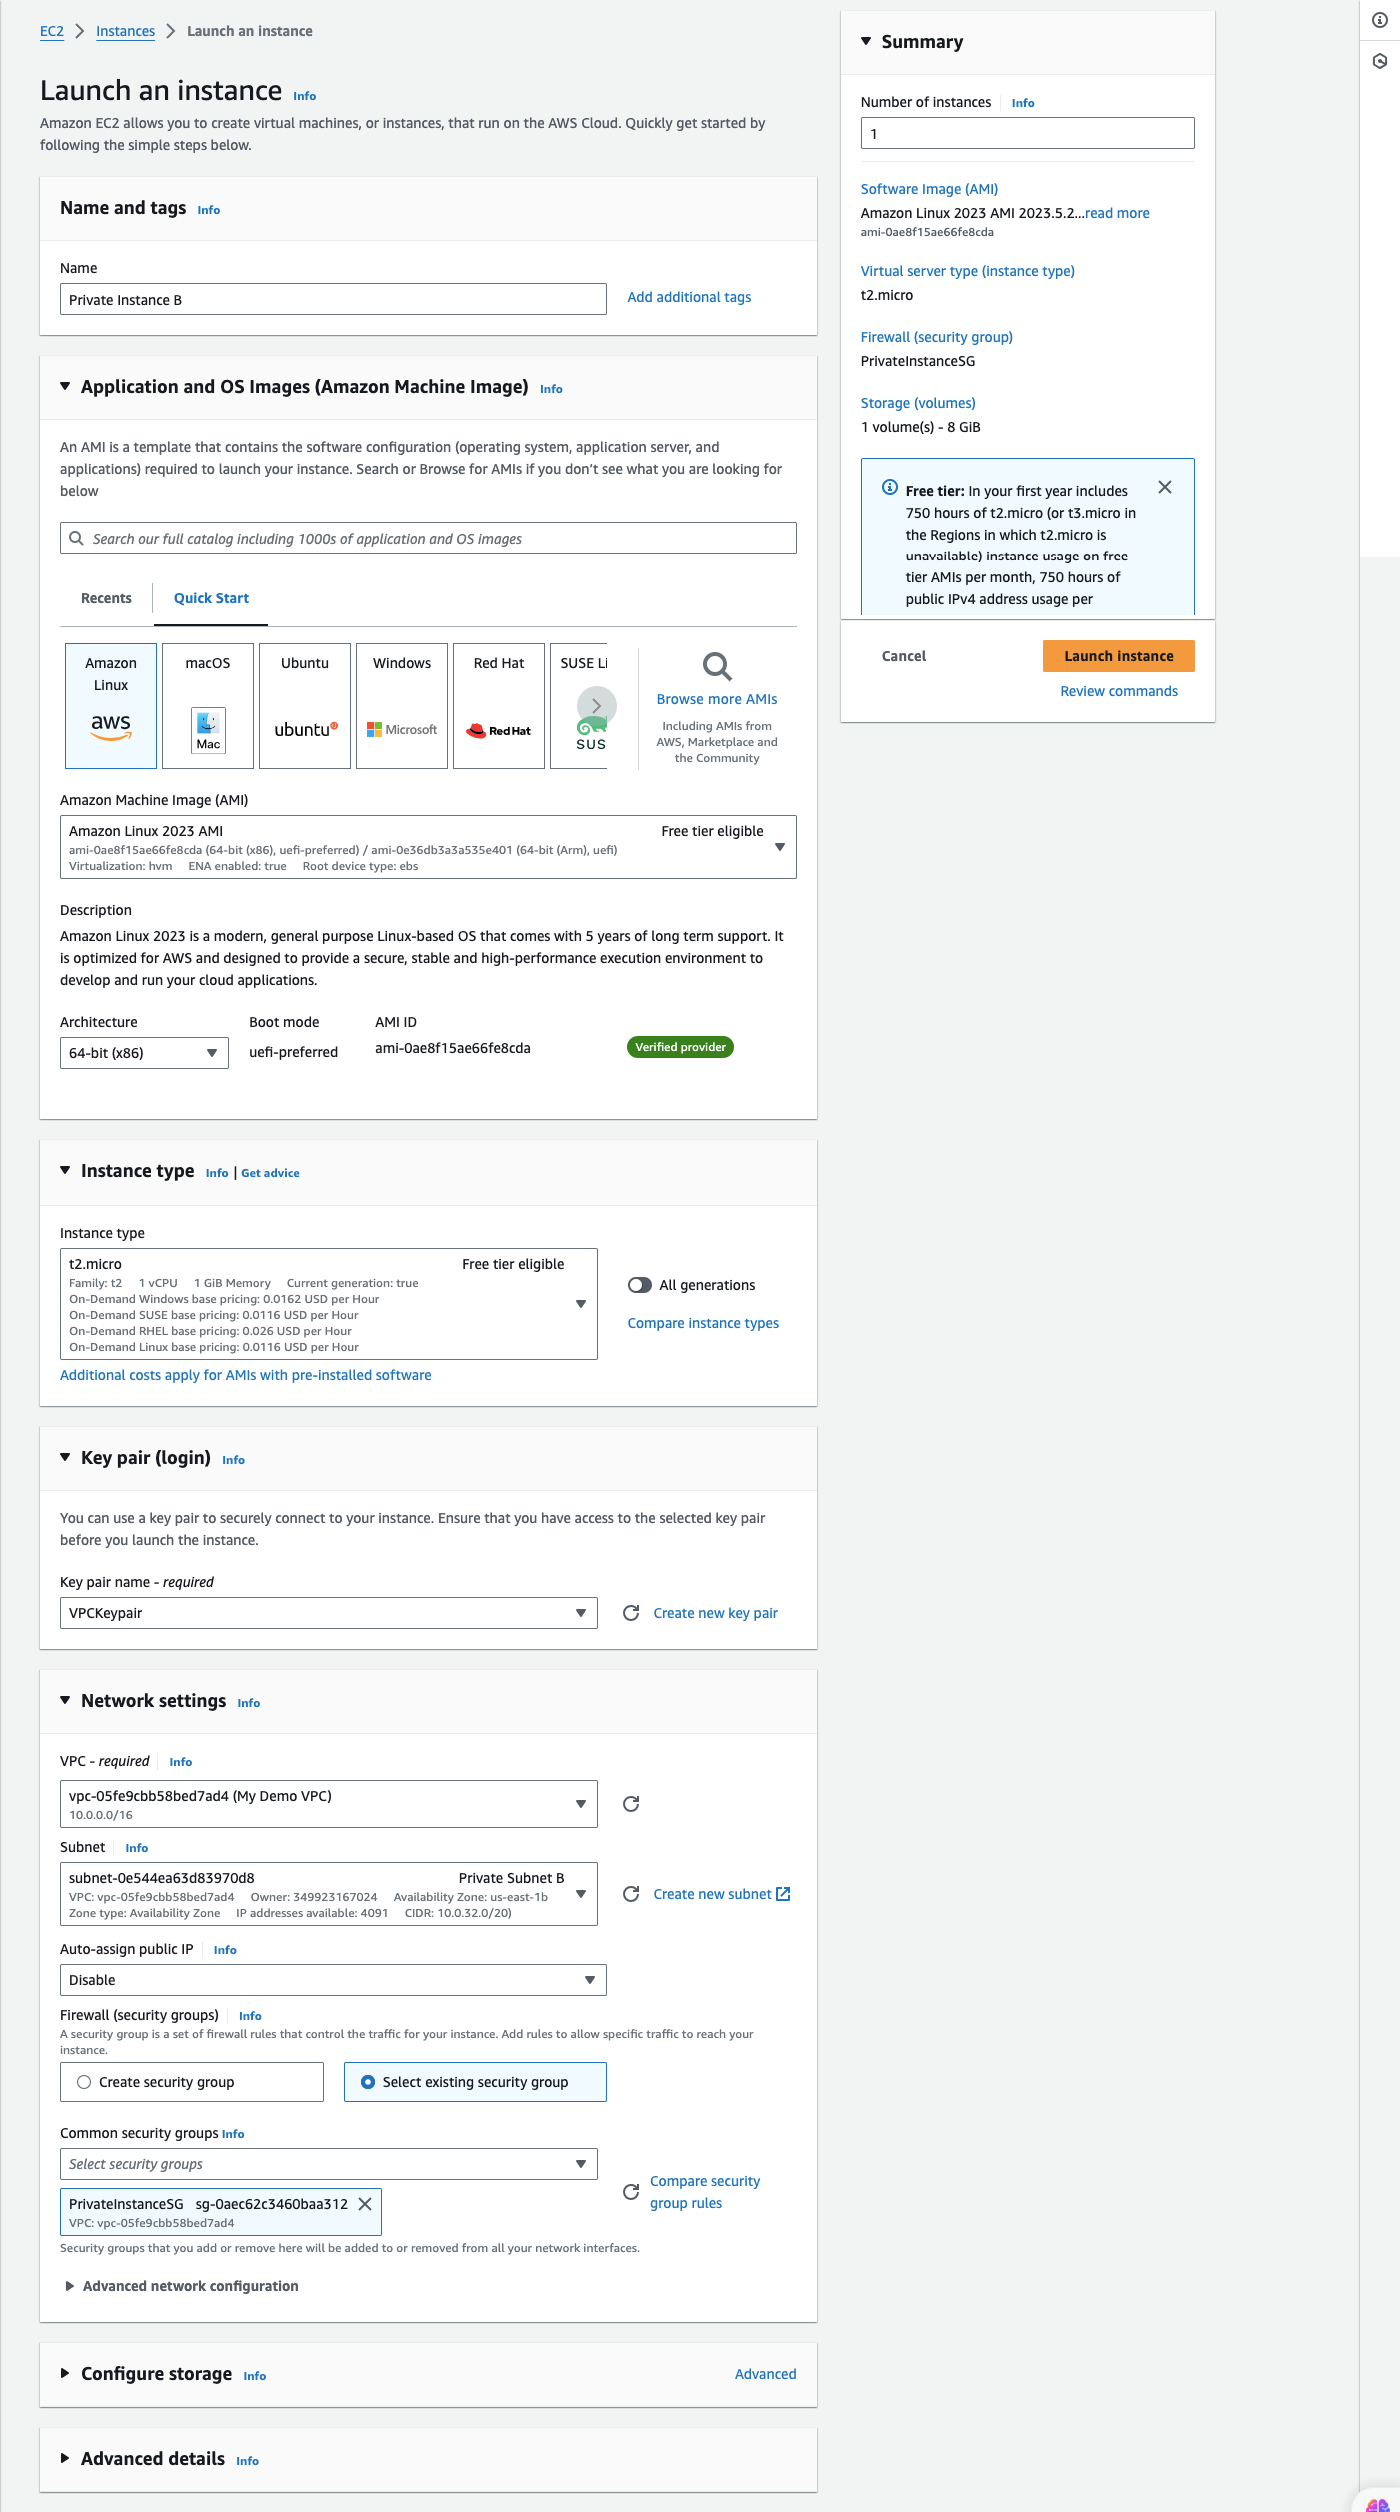 EC2 > Instances > Launch an instance
Launch an instance Info
Amazon EC2 allows you to create virtual machines, or instances, that run on the AWS Cloud. Quickly get started by
following the simple steps below.
Name and tags Info
Name
Private Instance B
Add additional tags
Application and OS Images (Amazon Machine Image) Info
An AMI is a template that contains the software configuration (operating system, application server, and
applications) required to launch your instance. Search or Browse for AMIs if you don’t see what you are looking for
below
Search our full catalog including 1000s of application and OS images
Recents
Quick Start
Amazon
Linux
aws
macOS
Mac
Ubuntu
ubuntu
Windows
Microsoft
Red Hat
RedHat
SUSE Li
SUS
Browse more AMIs
Including AMIs from
AWS, Marketplace and
the Community
Amazon Machine Image (AMI)
Amazon Linux 2023 AMI Free tier eligible
ami-0ae8f15ae66fe8cda (64-bit (x86), uefi-preferred) / ami-0e36db3a3a535e401 (64-bit (Arm), uefi)
Virtualization: hvm ENA enabled: true Root device type: ebs
Description
Amazon Linux 2023 is a modern, general purpose Linux-based OS that comes with 5 years of long term support. It
is optimized for AWS and designed to provide a secure, stable and high-performance execution environment to
develop and run your cloud applications.
Architecture Boot mode AMI ID
64-bit (x86) uefi-preferred ami-0ae8f15ae66fe8cda Verified provider
Instance type Info | Get advice
Instance type
t2.micro Free tier eligible
Family: t2 1 vCPU 1 GiB Memory Current generation: true
On-Demand Windows base pricing: 0.0162 USD per Hour
On-Demand SUSE base pricing: 0.0116 USD per Hour
On-Demand RHEL base pricing: 0.026 USD per Hour
On-Demand Linux base pricing: 0.0116 USD per Hour
All generations
Compare instance types
Additional costs apply for AMIs with pre-installed software
Key pair (login) Info
You can use a key pair to securely connect to your instance. Ensure that you have access to the selected key pair
before you launch the instance.
Key pair name - required
VPCKeypair
Create new key pair
Network settings Info
VPC - required Info
vpc-05fe9cbb58bed7ad4 (My Demo VPC)
10.0.0.0/16
Subnet Info
subnet-0e544ea63d83970d8 Private Subnet B
VPC: vpc-05fe9cbb58bed7ad4 Owner: 349923167024 Availability Zone: us-east-1b
Zone type: Availability Zone IP addresses available: 4091 CIDR: 10.0.32.0/20)
Create new subnet
Auto-assign public IP Info
Disable
Firewall (security groups) Info
A security group is a set of firewall rules that control the traffic for your instance. Add rules to allow specific traffic to reach your
instance.
Create security group
Select existing security group
Common security groups Info
Select security groups
PrivateInstanceSG sg-0aec62c3460baa312
VPC: vpc-05fe9cbb58bed7ad4
Compare security
group rules
Security groups that you add or remove here will be added to or removed from all your network interfaces.
Advanced network configuration
Configure storage Info Advanced
Advanced details Info
Summary
Number of instances Info
1
Software Image (AMI)
Amazon Linux 2023 AMI 2023.5.2...read more
ami-0ae8f15ae66fe8cda
Virtual server type (instance type)
t2.micro
Firewall (security group)
PrivateInstanceSG
Storage (volumes)
1 volume(s) - 8 GiB
Free tier: In your first year includes
750 hours of t2.micro (or t3.micro in
the Regions in which t2.micro is
unavailable) instance usage on free
tier AMIs per month, 750 hours of
public IPv4 address usage per
Cancel
Launch instance
Review commands